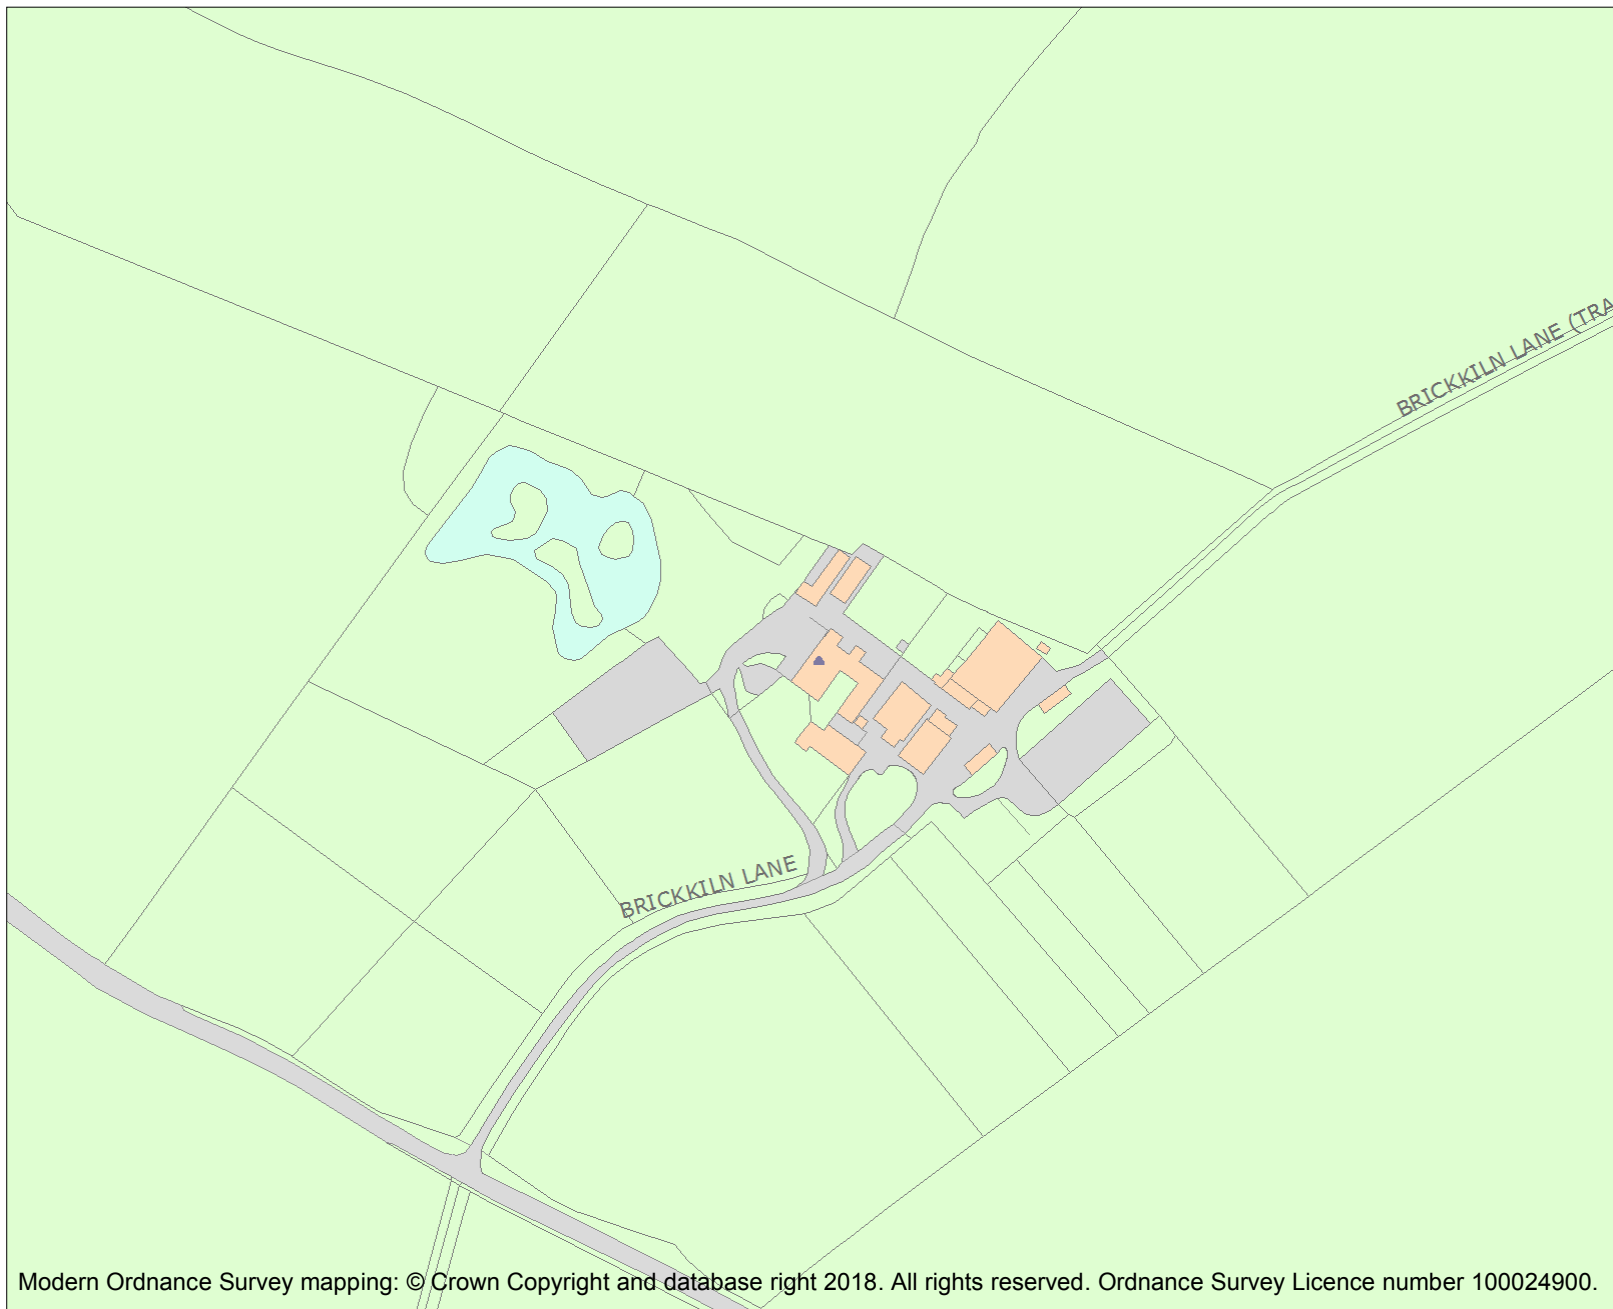 BRICKKILN LANE (TRA
BRICKKILN LANE
Modern Ordnance Survey mapping: © Crown Copyright and database right 2018. All rights reserved. Ordnance Survey Licence number 100024900.